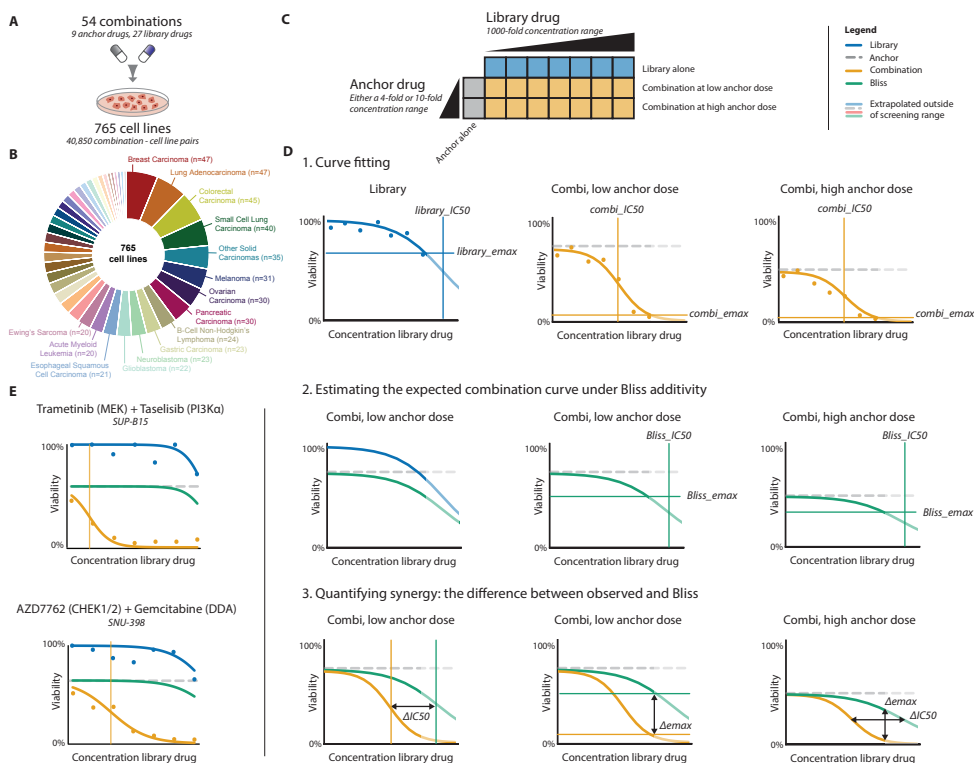 A
54 combinations
9 anchor drugs, 27 library drugs
765 cell lines
40,850 combination - cell line pairs
B
Breast Carcinoma (n=47)
Lung Adenocarcinoma (n=47)
Colorectal
Carcinoma (n=45)
Small Cell Lung
Carcinoma (n=40)
Other Solid
Carcinomas (n=35)
Melanoma (n=31)
Ovarian
Carcinoma (n=30)
Pancreatic
Carcinoma (n=30)
B-Cell Non-Hodgkin's
Lymphoma (n=24)
Gastric Carcinoma (n=23)
Neuroblastoma (n=23)
Glioblastoma (n=22)
Esophageal Squamous
Cell Carcinoma (n=21)
Acute Myeloid
Leukemia (n=20)
Ewing's Sarcoma (n=20)
765
cell lines
C
Library drug
1000-fold concentration range
Anchor drug
Either a 4-fold or 10-fold
concentration range
Library alone
Combination at low anchor dose
Combination at high anchor dose
Anchor alone
Legend
Library
Anchor
Combination
Bliss
Extrapolated outside
of screening range
D
1. Curve fitting
Library
100%
Viability
0%
library_IC50
library_emax
Concentration library drug
Combi, low anchor dose
combi_IC50
100%
Viability
0%
combi_emax
Concentration library drug
Combi, high anchor dose
combi_IC50
100%
Viability
0%
combi_emax
Concentration library drug
2. Estimating the expected combination curve under Bliss additivity
Combi, low anchor dose
100%
Viability
0%
Concentration library drug
Combi, low anchor dose
Bliss_IC50
100%
Viability
0%
Bliss_emax
Concentration library drug
Combi, high anchor dose
Bliss_IC50
100%
Viability
0%
Bliss_emax
Concentration library drug
3. Quantifying synergy: the difference between observed and Bliss
Combi, low anchor dose
100%
Viability
0%
ΔIC50
Concentration library drug
Combi, low anchor dose
100%
Viability
0%
Δemax
Concentration library drug
Combi, high anchor dose
100%
Viability
0%
Δemax
ΔIC50
Concentration library drug
E
Trametinib (MEK) + Taselisib (PI3Kα)
SUP-B15
100%
Viability
0%
Concentration library drug
AZD7762 (CHEK1/2) + Gemcitabine (DDA)
SNU-398
100%
Viability
0%
Concentration library drug